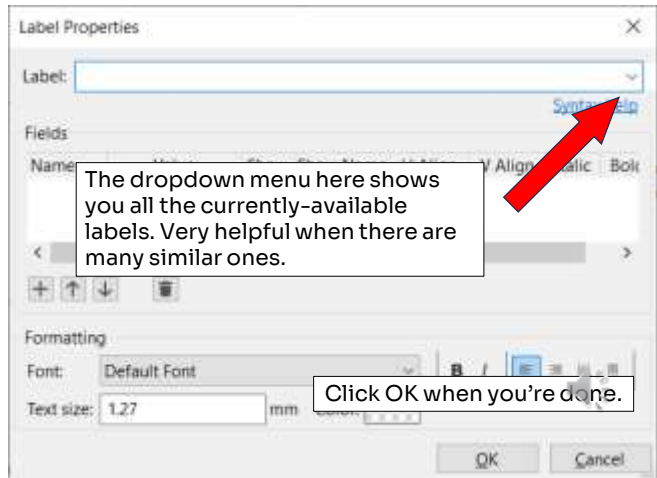 Label Properties
Label:
Syntax Help
Fields
Name Show V Align Italic Bold
The dropdown menu here shows
you all the currently-available
labels. Very helpful when there are
many similar ones.
Formatting
Font: Default Font B I
Click OK when you're done.
Text size: 1.27 mm Color:
OK Cancel